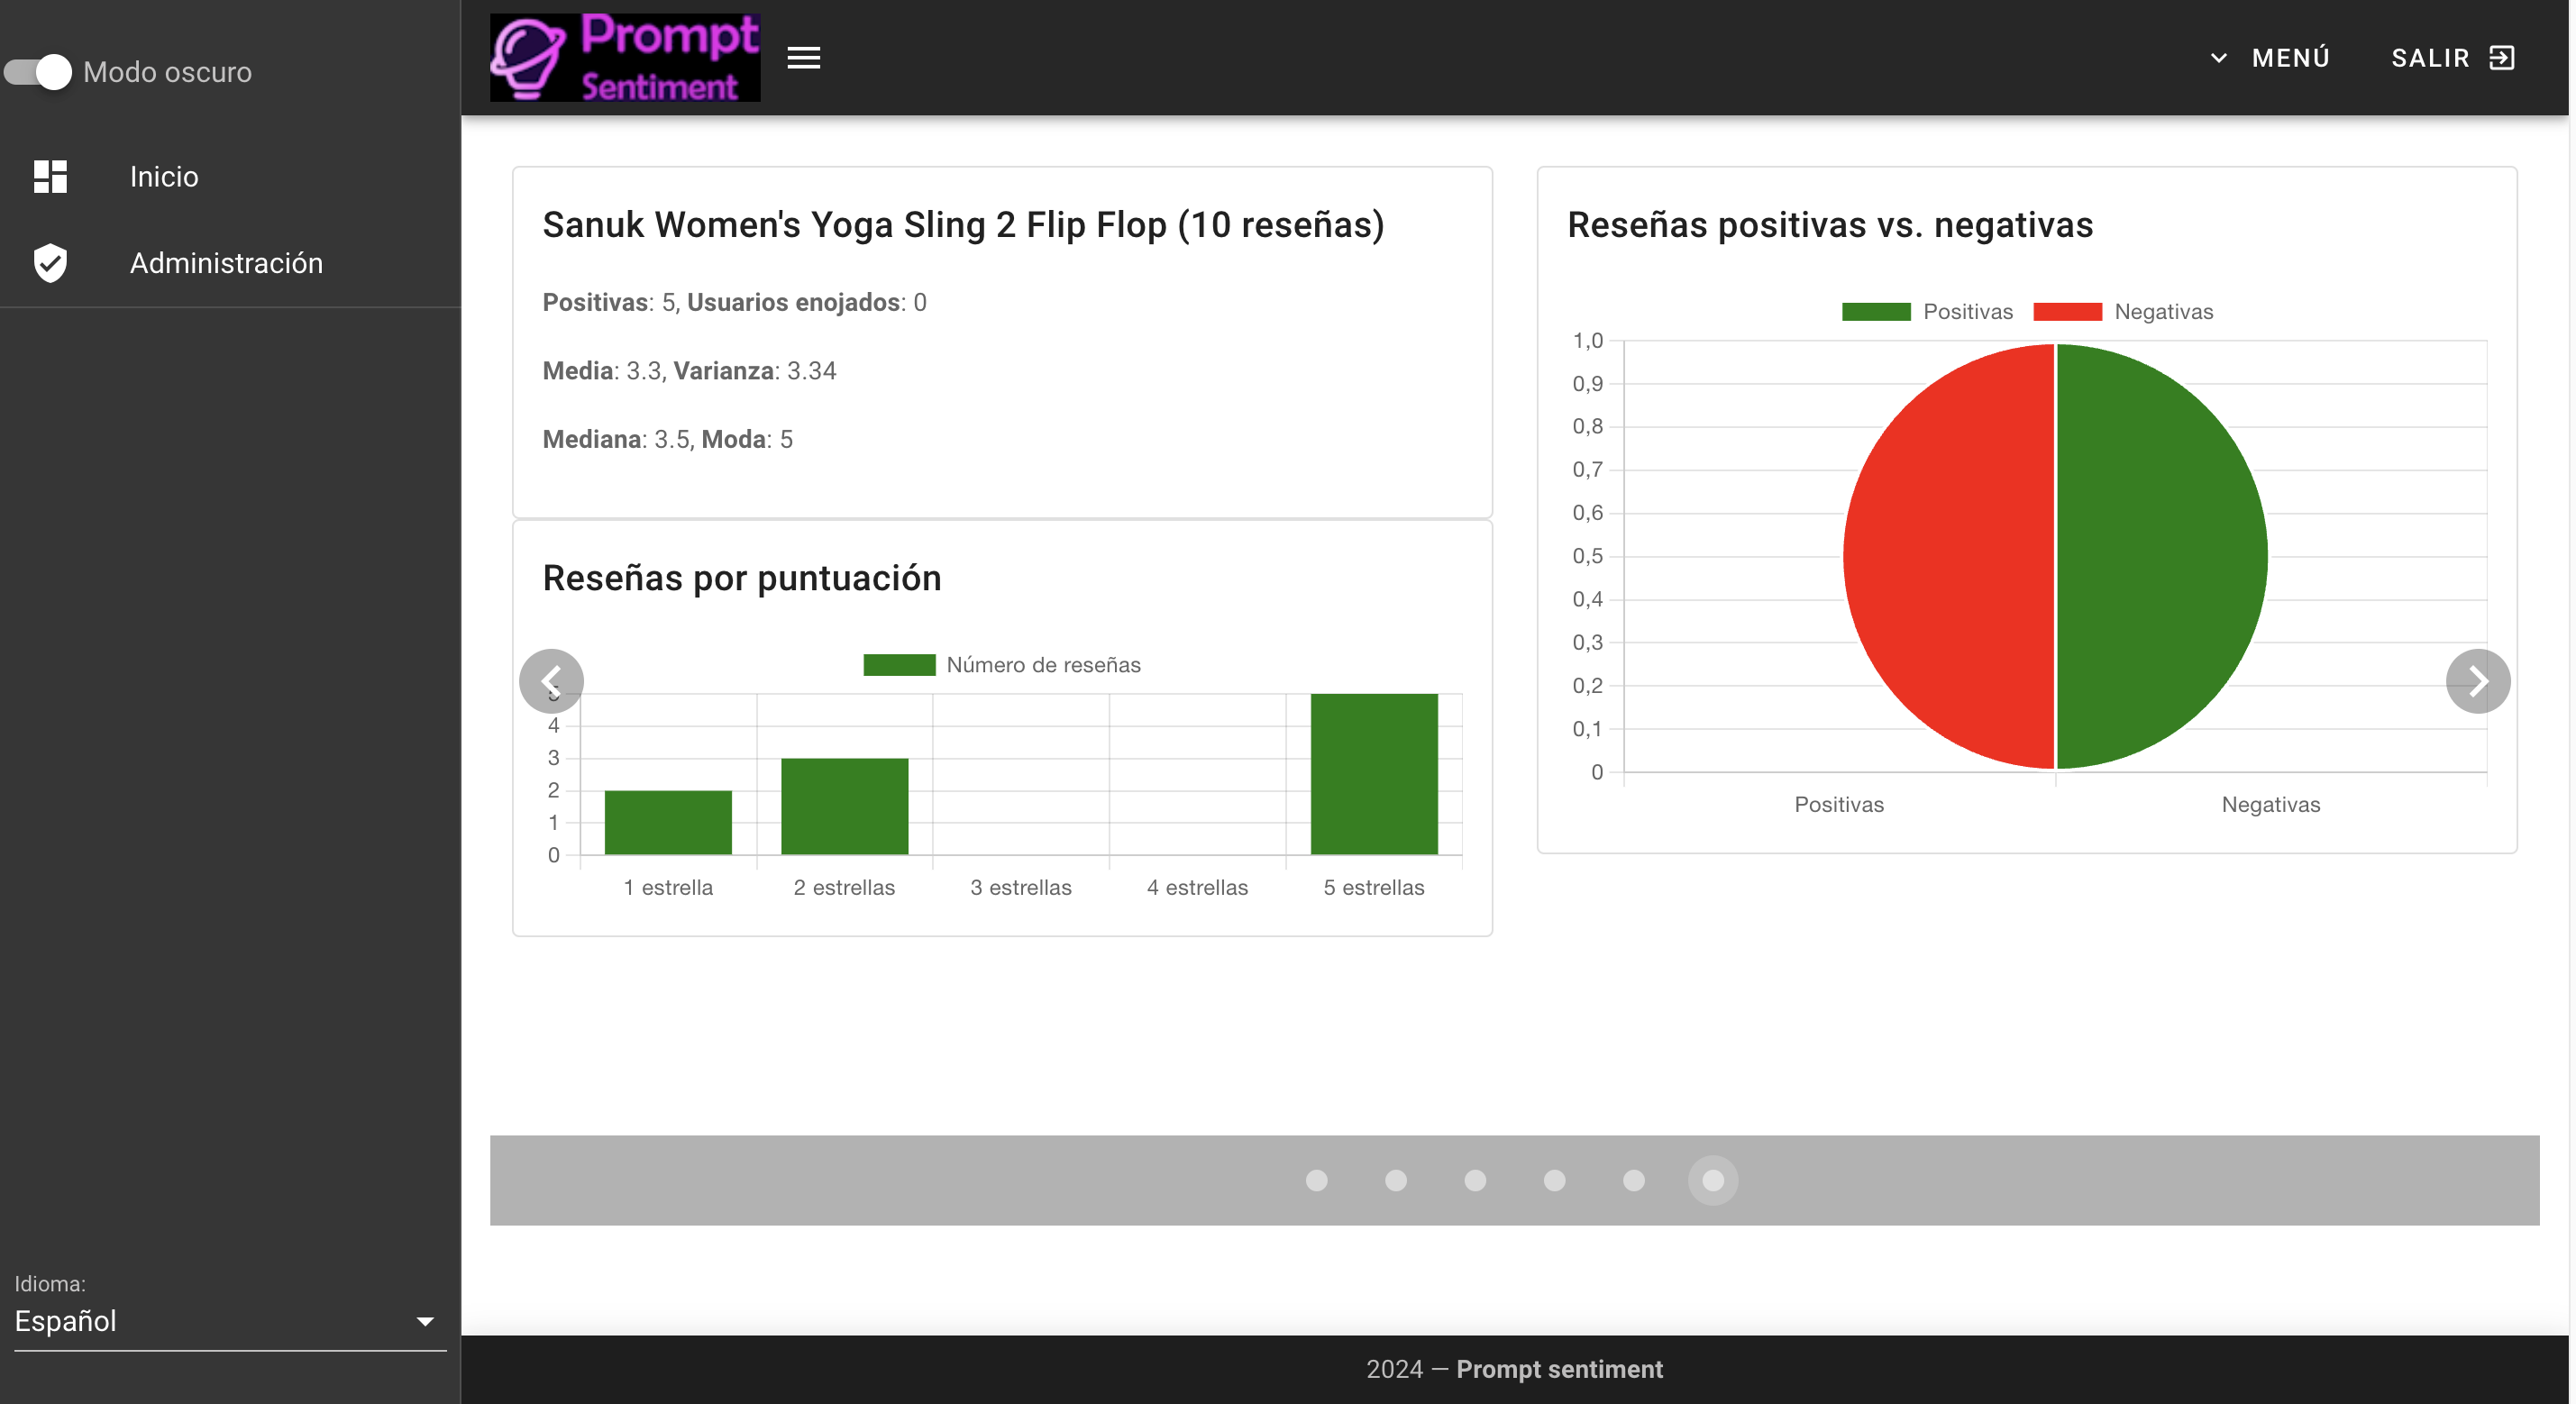 Modo oscuro
Inicio
Administración
Idioma:
Español
Prompt
Sentiment
MENÚ
SALIR
Sanuk Women's Yoga Sling 2 Flip Flop (10 reseñas)
Positivas: 5, Usuarios enojados: 0
Media: 3.3, Varianza: 3.34
Mediana: 3.5, Moda: 5
Reseñas por puntuación
Número de reseñas
5
4
3
2
1
0
1 estrella 2 estrellas 3 estrellas 4 estrellas 5 estrellas
Reseñas positivas vs. negativas
Positivas Negativas
1,0
0,9
0,8
0,7
0,6
0,5
0,4
0,3
0,2
0,1
0
Positivas Negativas
2024 — Prompt sentiment